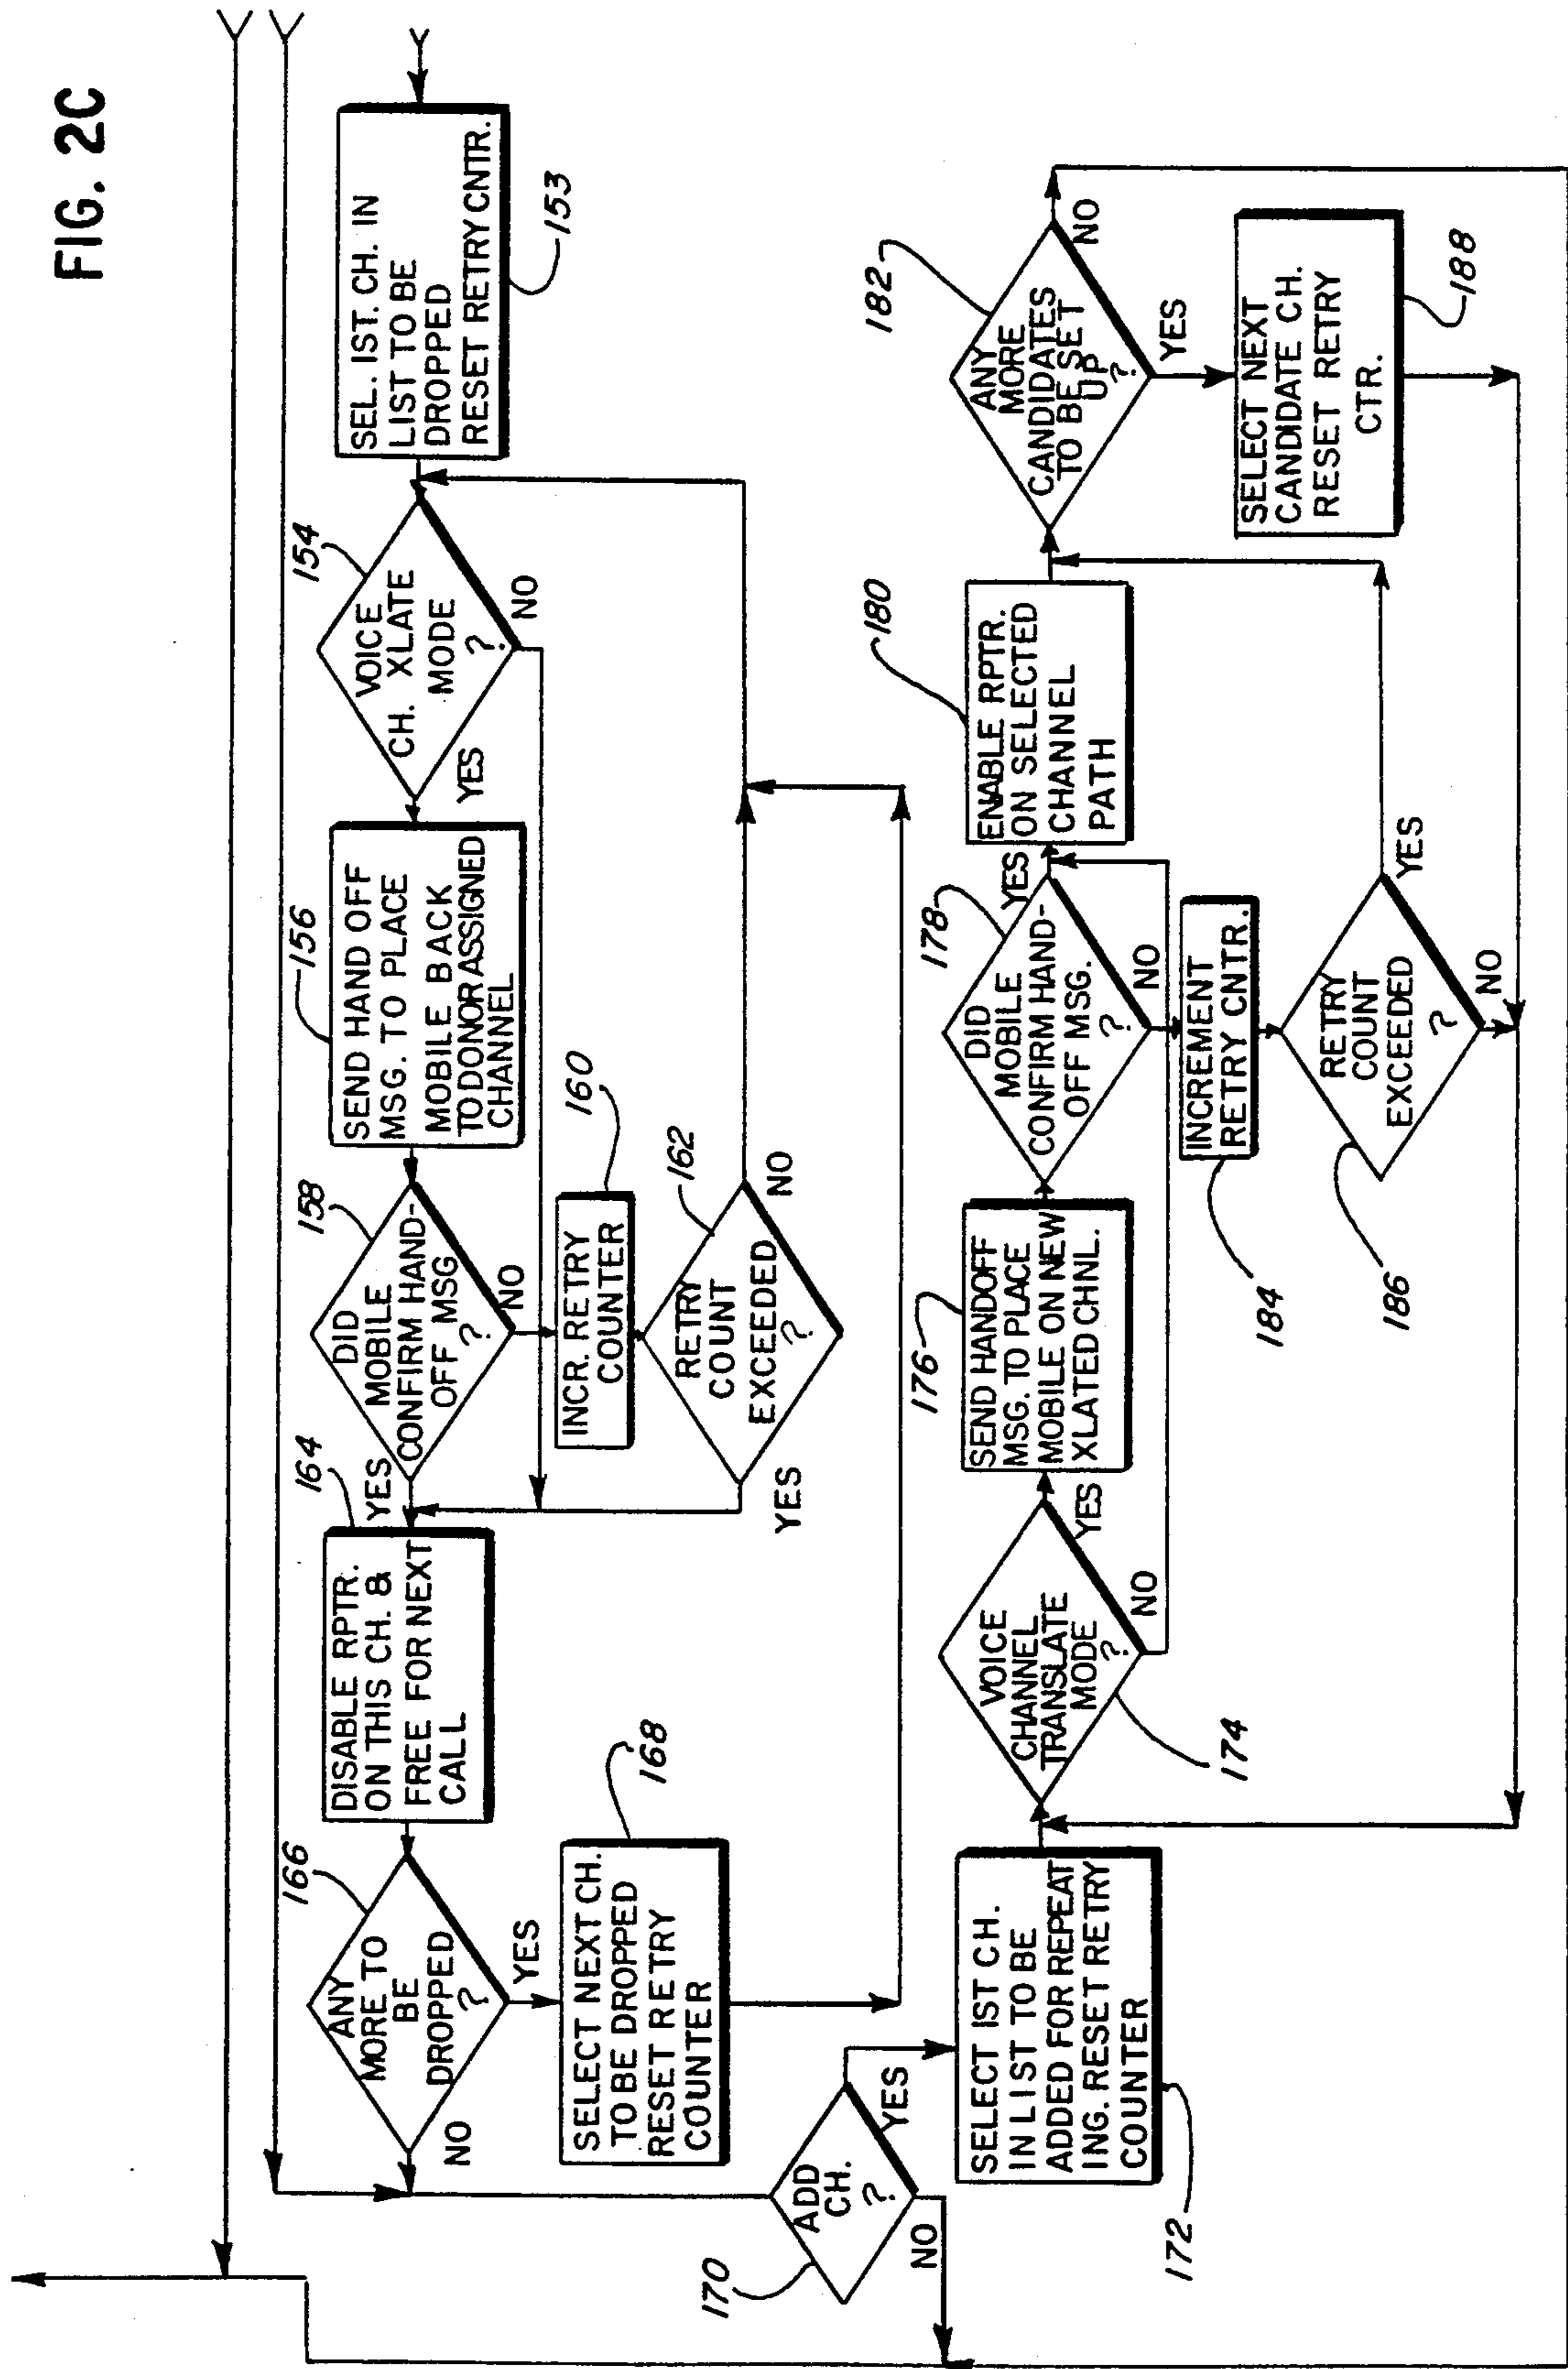 FIG. 2C
SEL. IST. CH. IN
LIST TO BE
DROPPED
RESET RETRY CNTR.
153
154
VOICE
CH. XLATE
MODE
?
NO
YES
156
SEND HAND OFF
MSG. TO PLACE
MOBILE BACK
TO DONOR ASSIGNED
CHANNEL
158
DID
MOBILE
CONFIRM HAND-
OFF MSG
?
NO
YES
160
INCR. RETRY
COUNTER
162
RETRY
COUNT
EXCEEDED
?
NO
YES
164
DISABLE RPTR.
ON THIS CH. &
FREE FOR NEXT
CALL
166
ANY
MORE TO
BE
DROPPED
?
YES
NO
168
SELECT NEXT CH.
TO BE DROPPED
RESET RETRY
COUNTER
170
ADD
CH.
?
YES
NO
172
SELECT IST CH.
IN LIST TO BE
ADDED FOR REPEAT
ING. RESET RETRY
COUNTER
174
VOICE
CHANNEL
TRANSLATE
MODE
?
YES
NO
176
SEND HANDOFF
MSG. TO PLACE
MOBILE ON NEW
XLATED CHNL.
178
DID
MOBILE
CONFIRM HAND-
OFF MSG.
?
YES
NO
180
ENABLE RPTR.
ON SELECTED
CHANNEL
PATH
182
ANY
MORE
CANDIDATES
TO BE SET
UP
?
NO
YES
184
INCREMENT
RETRY CNTR.
186
RETRY
COUNT
EXCEEDED
?
YES
NO
188
SELECT NEXT
CANDIDATE CH.
RESET RETRY
CTR.